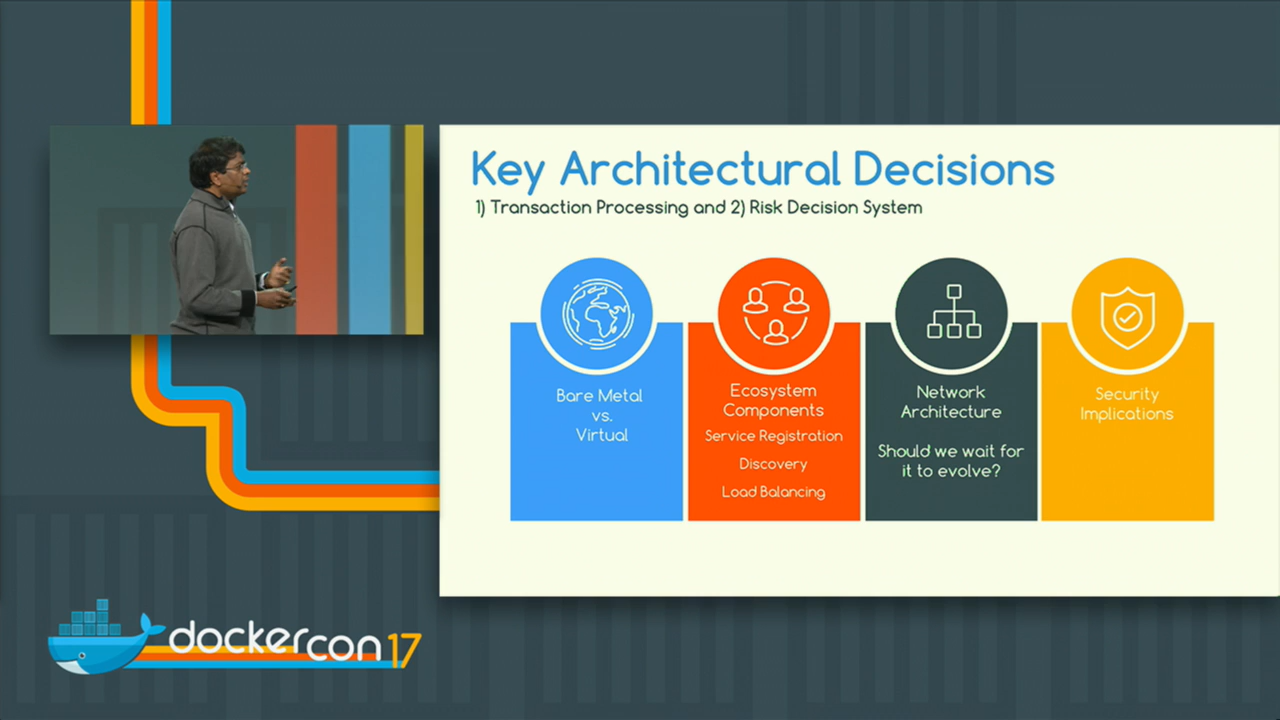 Key Architectural Decisions
1) Transaction Processing and 2) Risk Decision System
Bare Metal
vs.
Virtual
Ecosystem
Components
Service Registration
Discovery
Load Balancing
Network
Architecture
Should we wait for
it to evolve?
Security
Implications
dockercon17